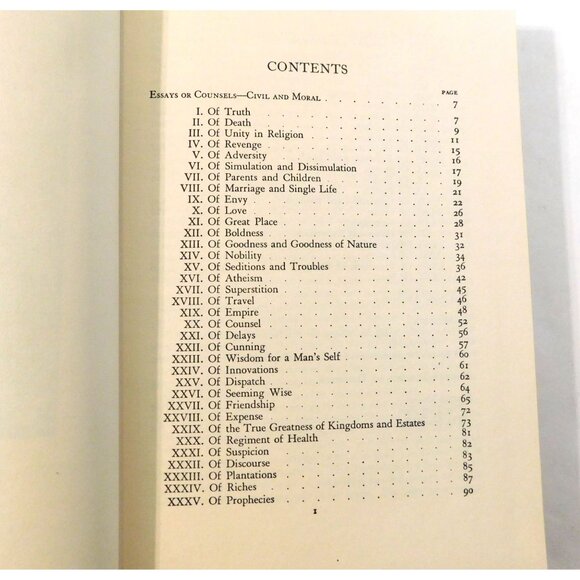 CONTENTS
PAGE
Essays or Counsels—Civil and Moral . . . . . . . 7
I. Of Truth . . . . . . . 7
II. Of Death . . . . . . . 9
III. Of Unity in Religion . . . . . . . 11
IV. Of Revenge . . . . . . . 15
V. Of Adversity . . . . . . . 16
VI. Of Simulation and Dissimulation . . . . . . 17
VII. Of Parents and Children . . . . . . 19
VIII. Of Marriage and Single Life . . . . . . 21
IX. Of Envy . . . . . . . 22
X. Of Love . . . . . . . 26
XI. Of Great Place . . . . . . . 28
XII. Of Boldness . . . . . . . 31
XIII. Of Goodness and Goodness of Nature . . . . 32
XIV. Of Nobility . . . . . . . 34
XV. Of Seditions and Troubles . . . . . . 36
XVI. Of Atheism . . . . . . . 42
XVII. Of Superstition . . . . . . . 45
XVIII. Of Travel . . . . . . . 46
XIX. Of Empire . . . . . . . 48
XX. Of Counsel . . . . . . . 52
XXI. Of Delays . . . . . . . 56
XXII. Of Cunning . . . . . . . 57
XXIII. Of Wisdom for a Man's Self . . . . . 60
XXIV. Of Innovations . . . . . . . 61
XXV. Of Dispatch . . . . . . . 62
XXVI. Of Seeming Wise . . . . . . . 64
XXVII. Of Friendship . . . . . . . 65
XXVIII. Of Expense . . . . . . . 72
XXIX. Of the True Greatness of Kingdoms and Estates . . 73
XXX. Of Regiment of Health . . . . . . 81
XXXI. Of Suspicion . . . . . . . 82
XXXII. Of Discourse . . . . . . . 83
XXXIII. Of Plantations . . . . . . . 85
XXXIV. Of Riches . . . . . . . 87
XXXV. Of Prophecies . . . . . . . 90
1